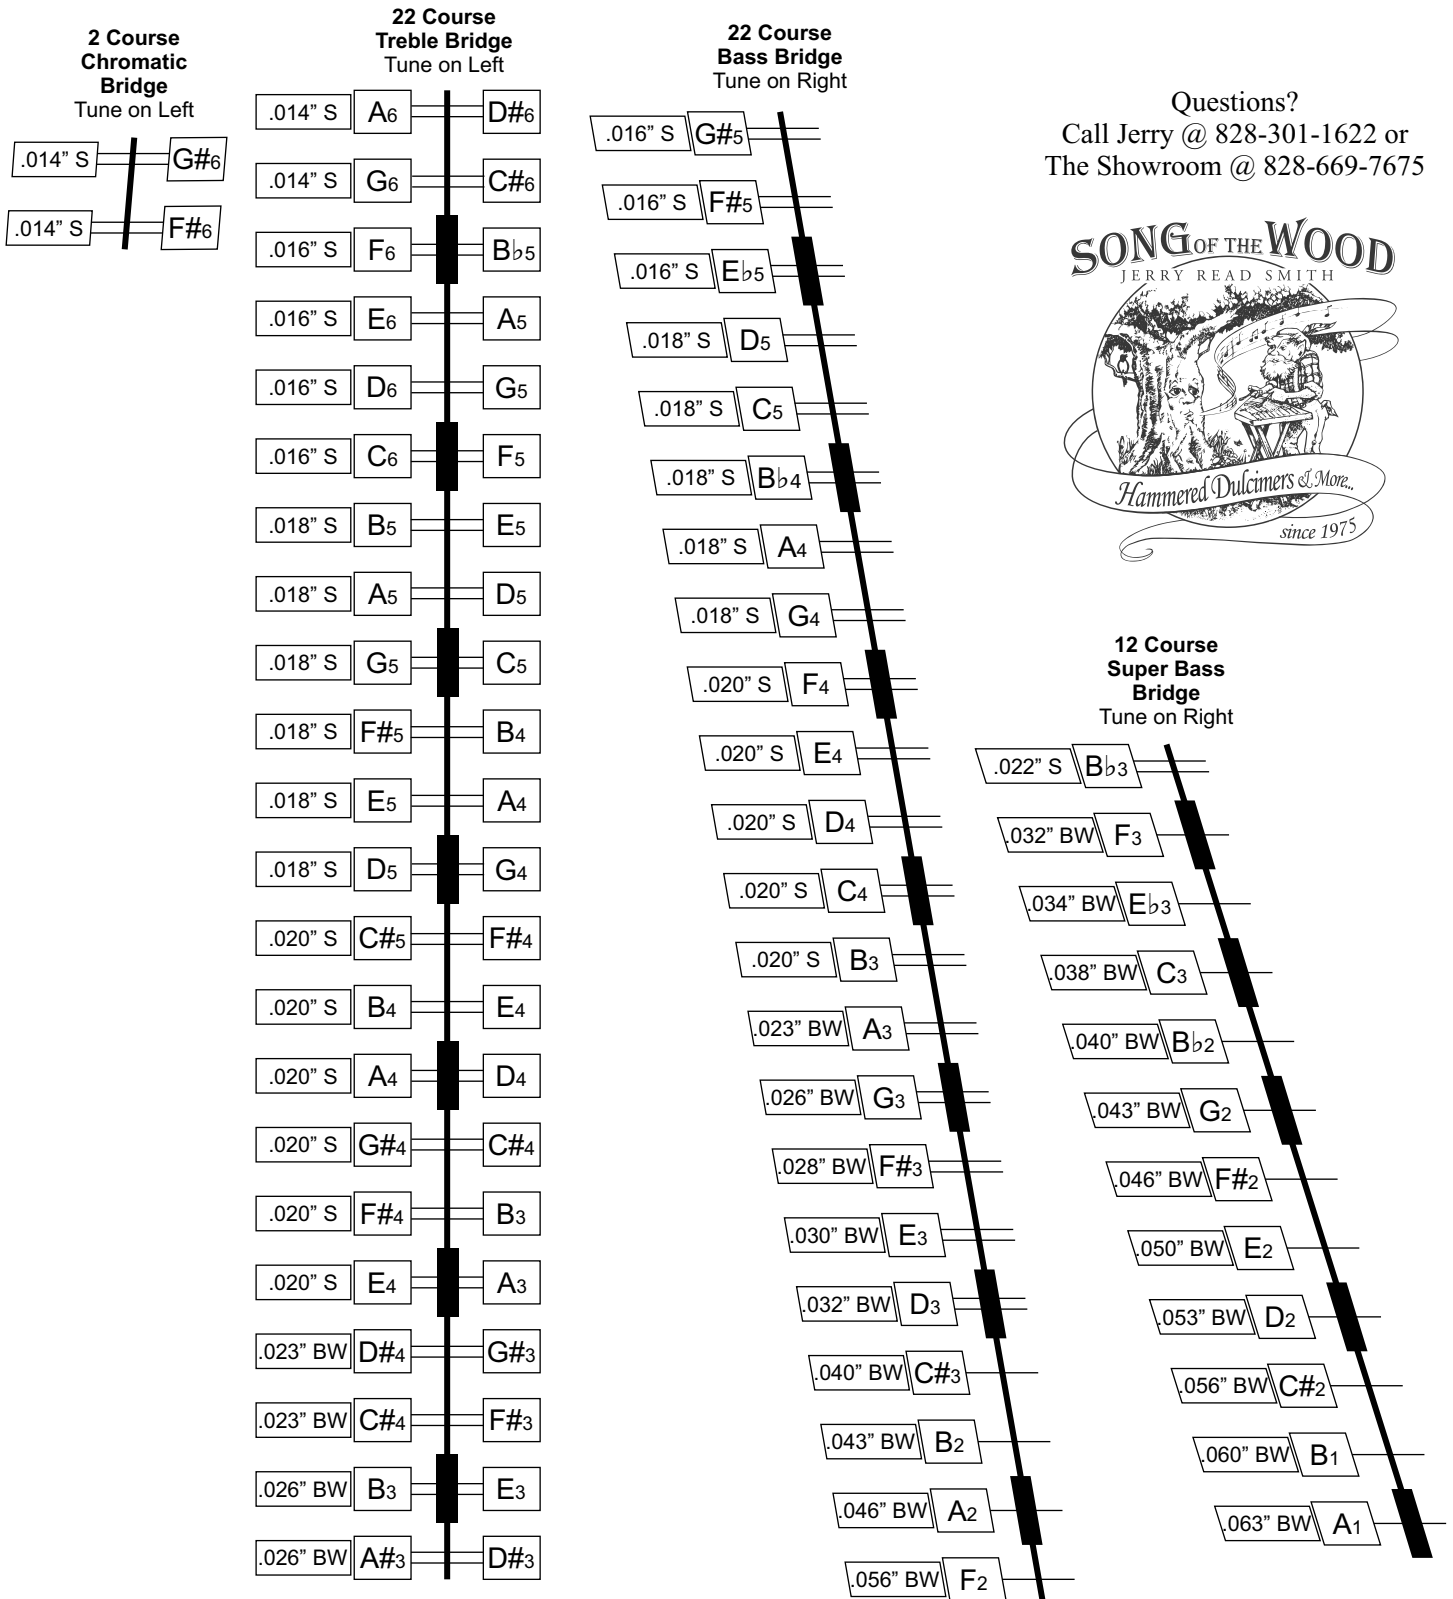 2 Course
Chromatic
Bridge
Tune on Left
.014” S G#6
.014” S F#6
22 Course
Treble Bridge
Tune on Left
.014” S A6 D#6
.014” S G6 C#6
.016” S F6 B♭5
.016” S E6 A5
.016” S D6 G5
.016” S C6 F5
.018” S B5 E5
.018” S A5 D5
.018” S G5 C5
.018” S F#5 B4
.018” S E5 A4
.018” S D5 G4
.020” S C#5 F#4
.020” S B4 E4
.020” S A4 D4
.020” S G#4 C#4
.020” S F#4 B3
.020” S E4 A3
.023” BW D#4 G#3
.023” BW C#4 F#3
.026” BW B3 E3
.026” BW A#3 D#3
22 Course
Bass Bridge
Tune on Right
.016” S G#5
.016” S F#5
.016” S E♭5
.018” S D5
.018” S C5
.018” S B♭4
.018” S A4
.018” S G4
.020” S F4
.020” S E4
.020” S D4
.020” S C4
.020” S B3
.023” BW A3
.026” BW G3
.028” BW F#3
.030” BW E3
.032” BW D3
.040” BW C#3
.043” BW B2
.046” BW A2
.056” BW F2
Questions?
Call Jerry @ 828-301-1622 or
The Showroom @ 828-669-7675
SONG OF THE WOOD
JERRY READ SMITH
Hammered Dulcimers & More...
since 1975
12 Course
Super Bass
Bridge
Tune on Right
.022” S B♭3
.032” BW F3
.034” BW E♭3
.038” BW C3
.040” BW B♭2
.043” BW G2
.046” BW F#2
.050” BW E2
.053” BW D2
.056” BW C#2
.060” BW B1
.063” BW A1